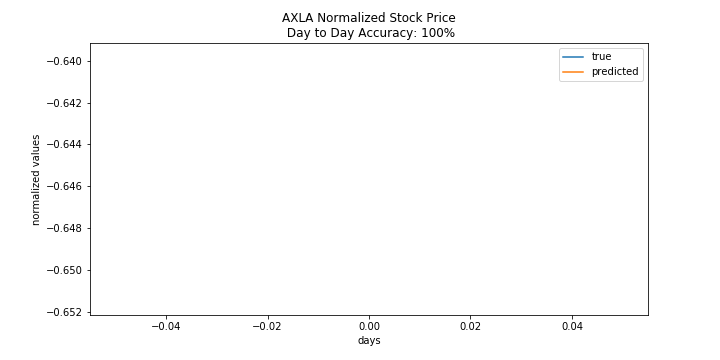 AXLA Normalized Stock Price
Day to Day Accuracy: 100%
true
predicted
normalized values
−0.640
−0.642
−0.644
−0.646
−0.648
−0.650
−0.652
−0.04
−0.02
0.00
0.02
0.04
days